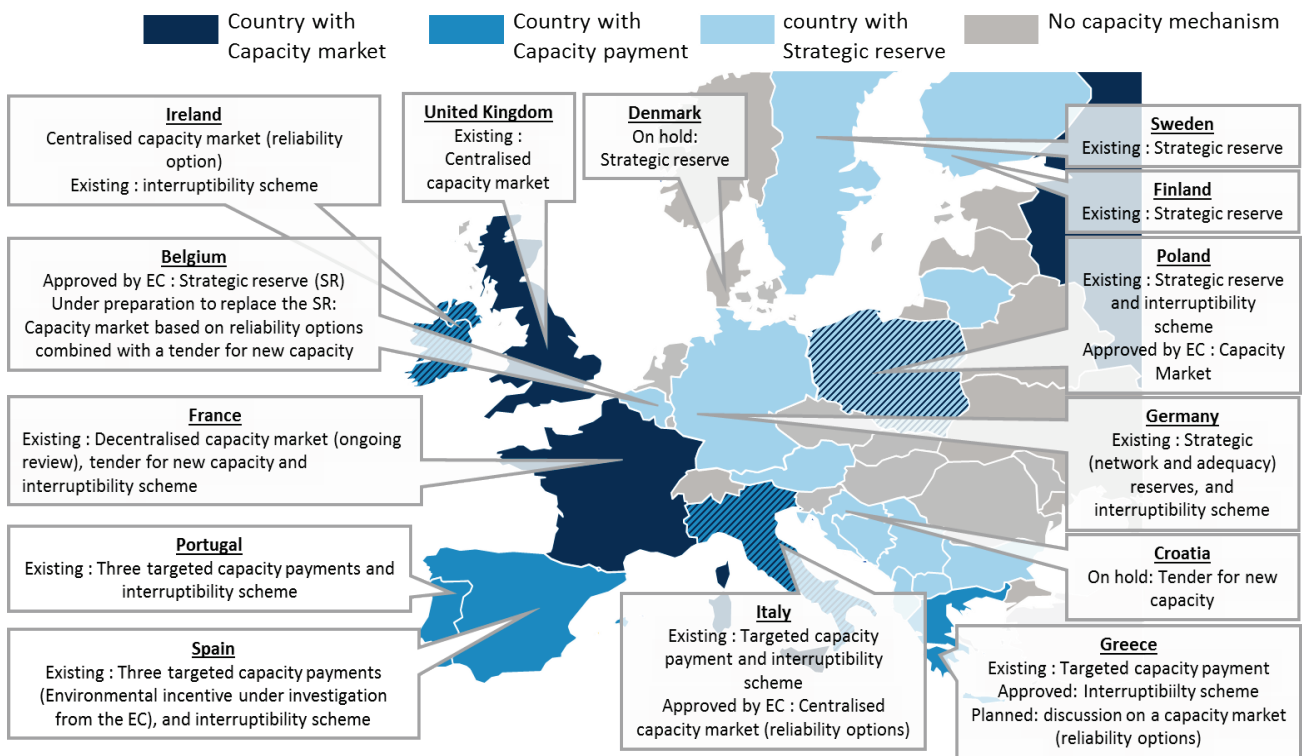 Country with
Capacity market
Country with
Capacity payment
country with
Strategic reserve
No capacity mechanism
Ireland
Centralised capacity market (reliability
option)
Existing : interruptibility scheme
United Kingdom
Existing :
Centralised
capacity market
Denmark
On hold:
Strategic reserve
Sweden
Existing : Strategic reserve
Finland
Existing : Strategic reserve
Belgium
Approved by EC : Strategic reserve (SR)
Under preparation to replace the SR:
Capacity market based on reliability options
combined with a tender for new capacity
Poland
Existing : Strategic reserve
and interruptibility
scheme
Approved by EC : Capacity
Market
France
Existing : Decentralised capacity market (ongoing
review), tender for new capacity and
interruptibility scheme
Germany
Existing : Strategic
(network and adequacy)
reserves, and
interruptibility scheme
Portugal
Existing : Three targeted capacity payments and
interruptibility scheme
Croatia
On hold: Tender for new
capacity
Spain
Existing : Three targeted capacity payments
(Environmental incentive under investigation
from the EC), and interruptibility scheme
Italy
Existing : Targeted capacity
payment and interruptibility
scheme
Approved by EC : Centralised
capacity market (reliability options)
Greece
Existing : Targeted capacity payment
Approved: Interruptibiilty scheme
Planned: discussion on a capacity market
(reliability options)